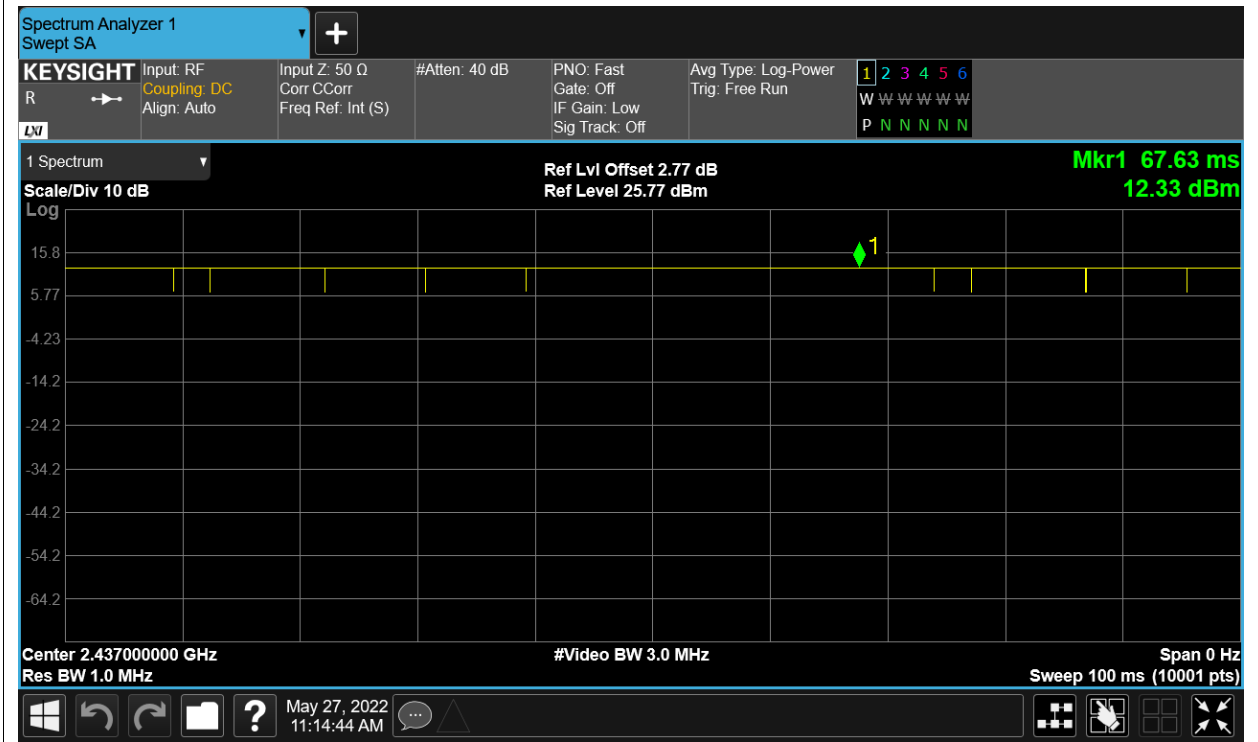 Spectrum Analyzer 1
Swept SA
KEYSIGHT
R
LXI
Input: RF
Coupling: DC
Align: Auto
Input Z: 50 Ω
Corr CCorr
Freq Ref: Int (S)
#Atten: 40 dB
PNO: Fast
Gate: Off
IF Gain: Low
Sig Track: Off
Avg Type: Log-Power
Trig: Free Run
1 2 3 4 5 6
W W W W W W
P N N N N N
1 Spectrum
Scale/Div 10 dB
Log
Ref Lvl Offset 2.77 dB
Ref Level 25.77 dBm
Mkr1 67.63 ms
12.33 dBm
1
15.8
5.77
-4.23
-14.2
-24.2
-34.2
-44.2
-54.2
-64.2
Center 2.437000000 GHz
Res BW 1.0 MHz
#Video BW 3.0 MHz
Span 0 Hz
Sweep 100 ms (10001 pts)
?
May 27, 2022
11:14:44 AM